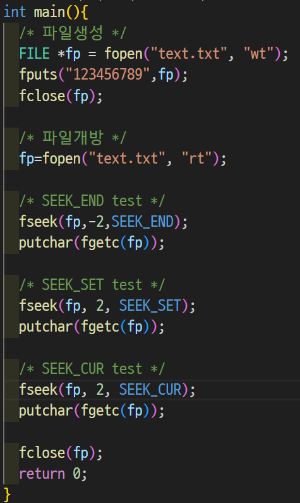 int main(){
/* 파일생성 */
FILE *fp = fopen("text.txt", "wt");
fputs("123456789",fp);
fclose(fp);
/* 파일개방 */
fp=fopen("text.txt", "rt");
/* SEEK_END test */
fseek(fp,-2,SEEK_END);
putchar(fgetc(fp));
/* SEEK_SET test */
fseek(fp, 2, SEEK_SET);
putchar(fgetc(fp));
/* SEEK_CUR test */
fseek(fp, 2, SEEK_CUR);
putchar(fgetc(fp));
fclose(fp);
return 0;
}